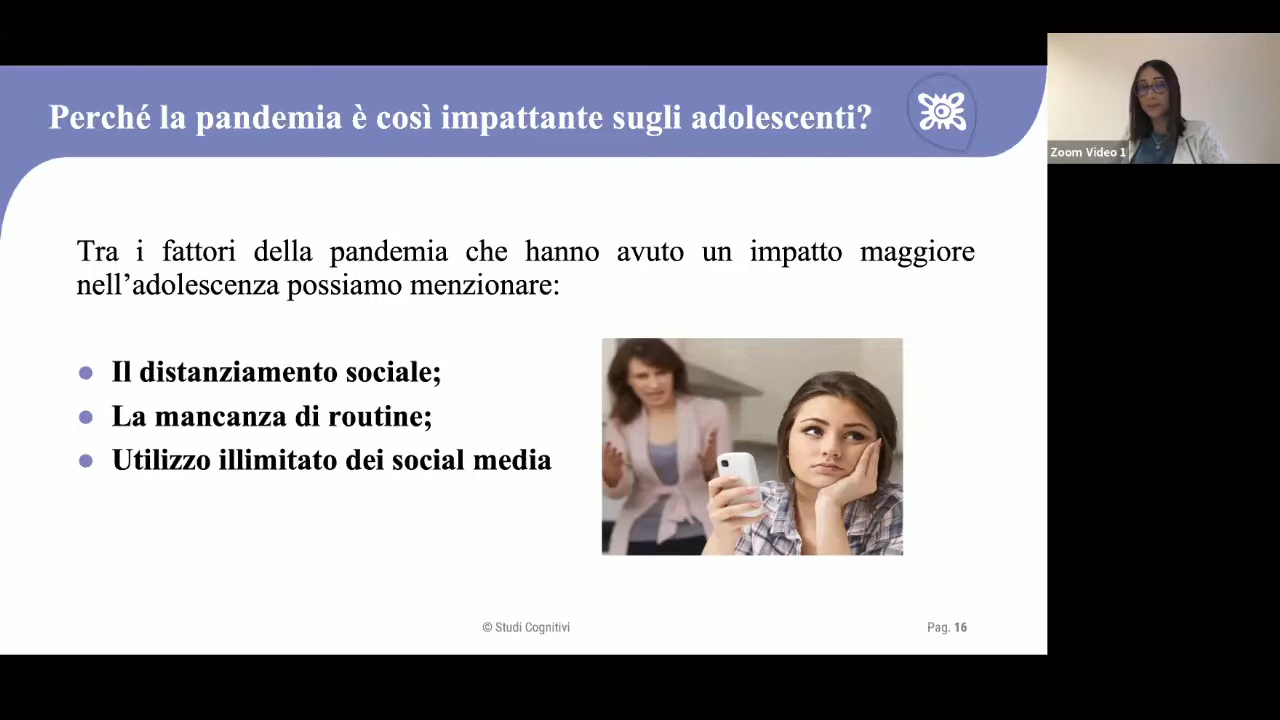 Perché la pandemia è così impattante sugli adolescenti?
Zoom Video 1
Tra i fattori della pandemia che hanno avuto un impatto maggiore
nell’adolescenza possiamo menzionare:
● Il distanziamento sociale;
● La mancanza di routine;
● Utilizzo illimitato dei social media
© Studi Cognitivi
Pag. 16